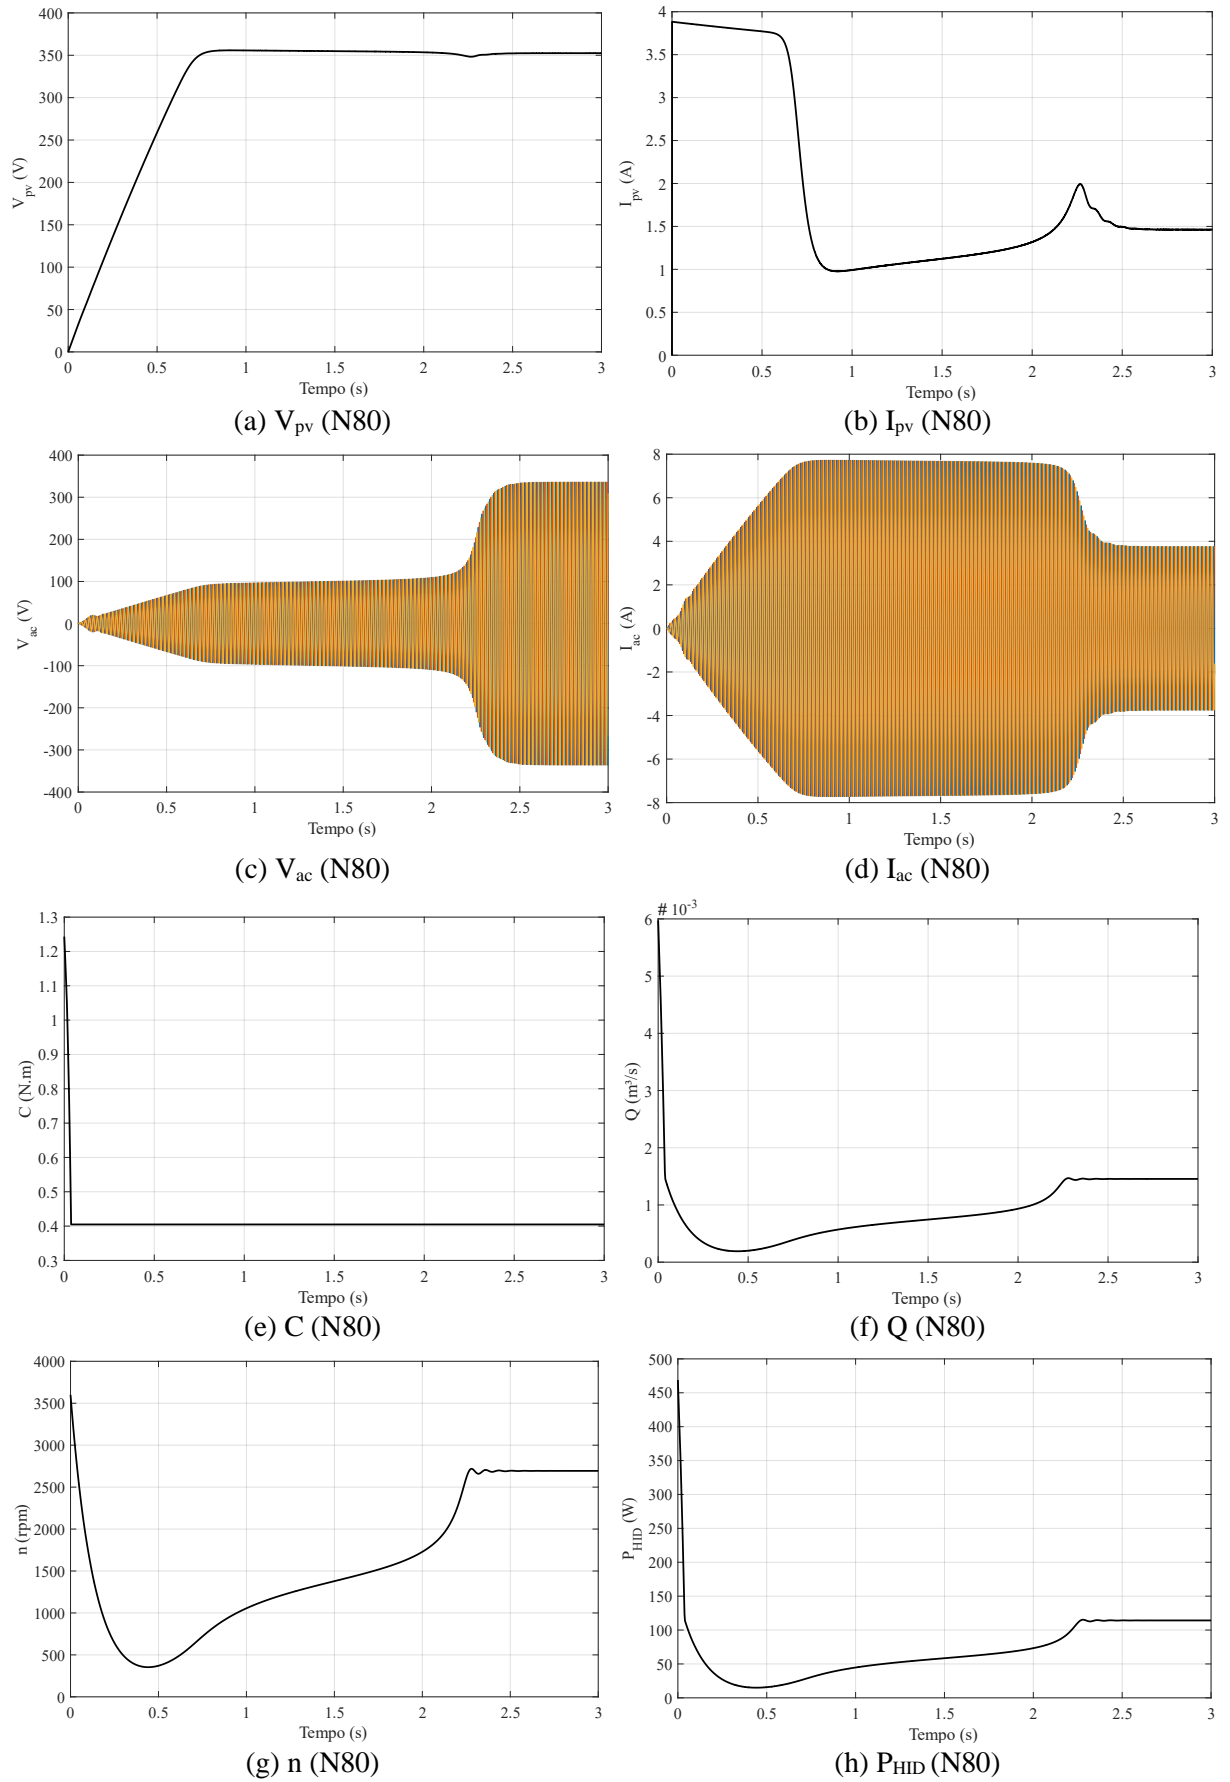 400
350
300
250
200
150
100
50
0
V_pv (V)
0 0.5 1 1.5 2 2.5 3
Tempo (s)
(a) V_pv (N80)
4
3.5
3
2.5
2
1.5
1
0.5
0
I_pv (A)
0 0.5 1 1.5 2 2.5 3
Tempo (s)
(b) I_pv (N80)
400
300
200
100
0
-100
-200
-300
-400
V_ac (V)
0 0.5 1 1.5 2 2.5 3
Tempo (s)
(c) V_ac (N80)
8
6
4
2
0
-2
-4
-6
-8
I_ac (A)
0 0.5 1 1.5 2 2.5 3
Tempo (s)
(d) I_ac (N80)
1.3
1.2
1.1
1
0.9
0.8
0.7
0.6
0.5
0.4
0.3
C (N.m)
0 0.5 1 1.5 2 2.5 3
Tempo (s)
(e) C (N80)
# 10^-3
6
5
4
3
2
1
0
Q (m³/s)
0 0.5 1 1.5 2 2.5 3
Tempo (s)
(f) Q (N80)
4000
3500
3000
2500
2000
1500
1000
500
0
n (rpm)
0 0.5 1 1.5 2 2.5 3
Tempo (s)
(g) n (N80)
500
450
400
350
300
250
200
150
100
50
0
P_HID (W)
0 0.5 1 1.5 2 2.5 3
Tempo (s)
(h) P_HID (N80)